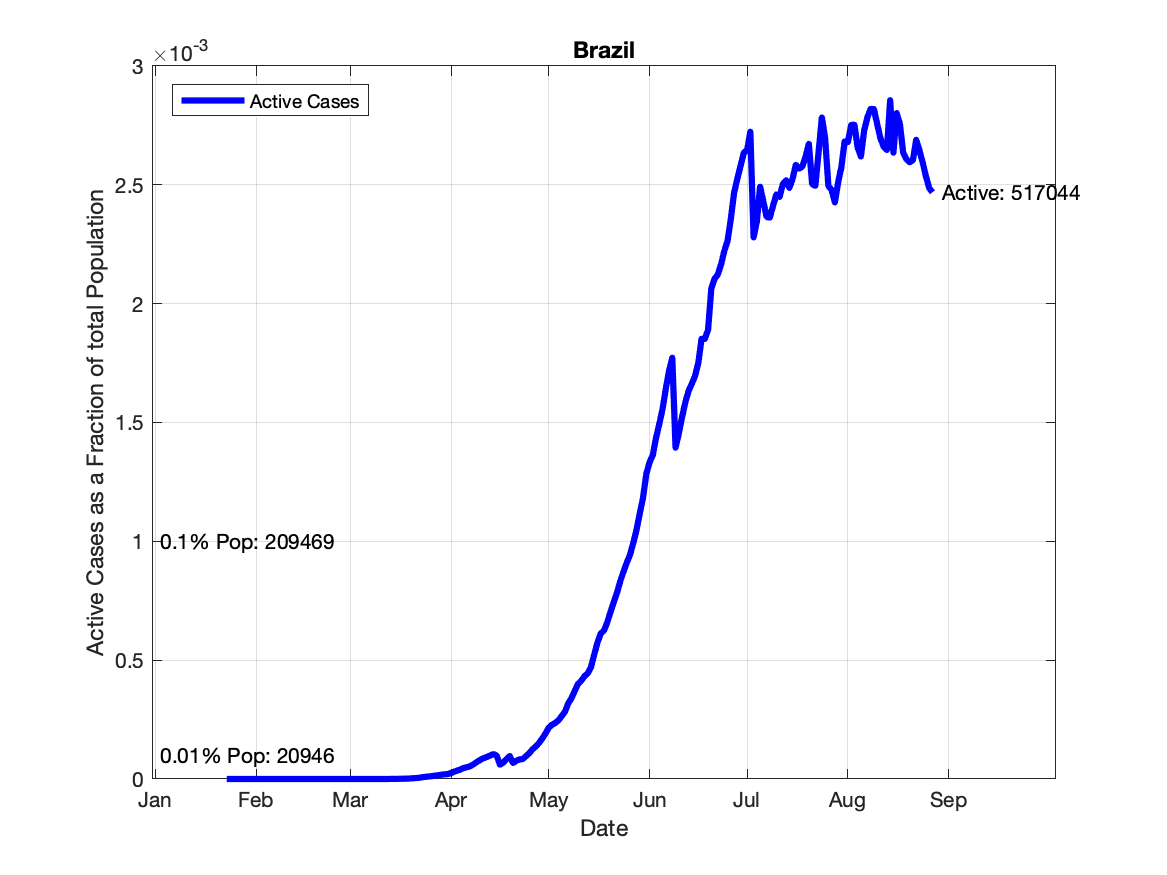 Brazil
×10-3
Active Cases
3
2.5
2
1.5
1
0.5
0
Active Cases as a Fraction of total Population
Active: 517044
0.1% Pop: 209469
0.01% Pop: 20946
Jan Feb Mar Apr May Jun Jul Aug Sep
Date